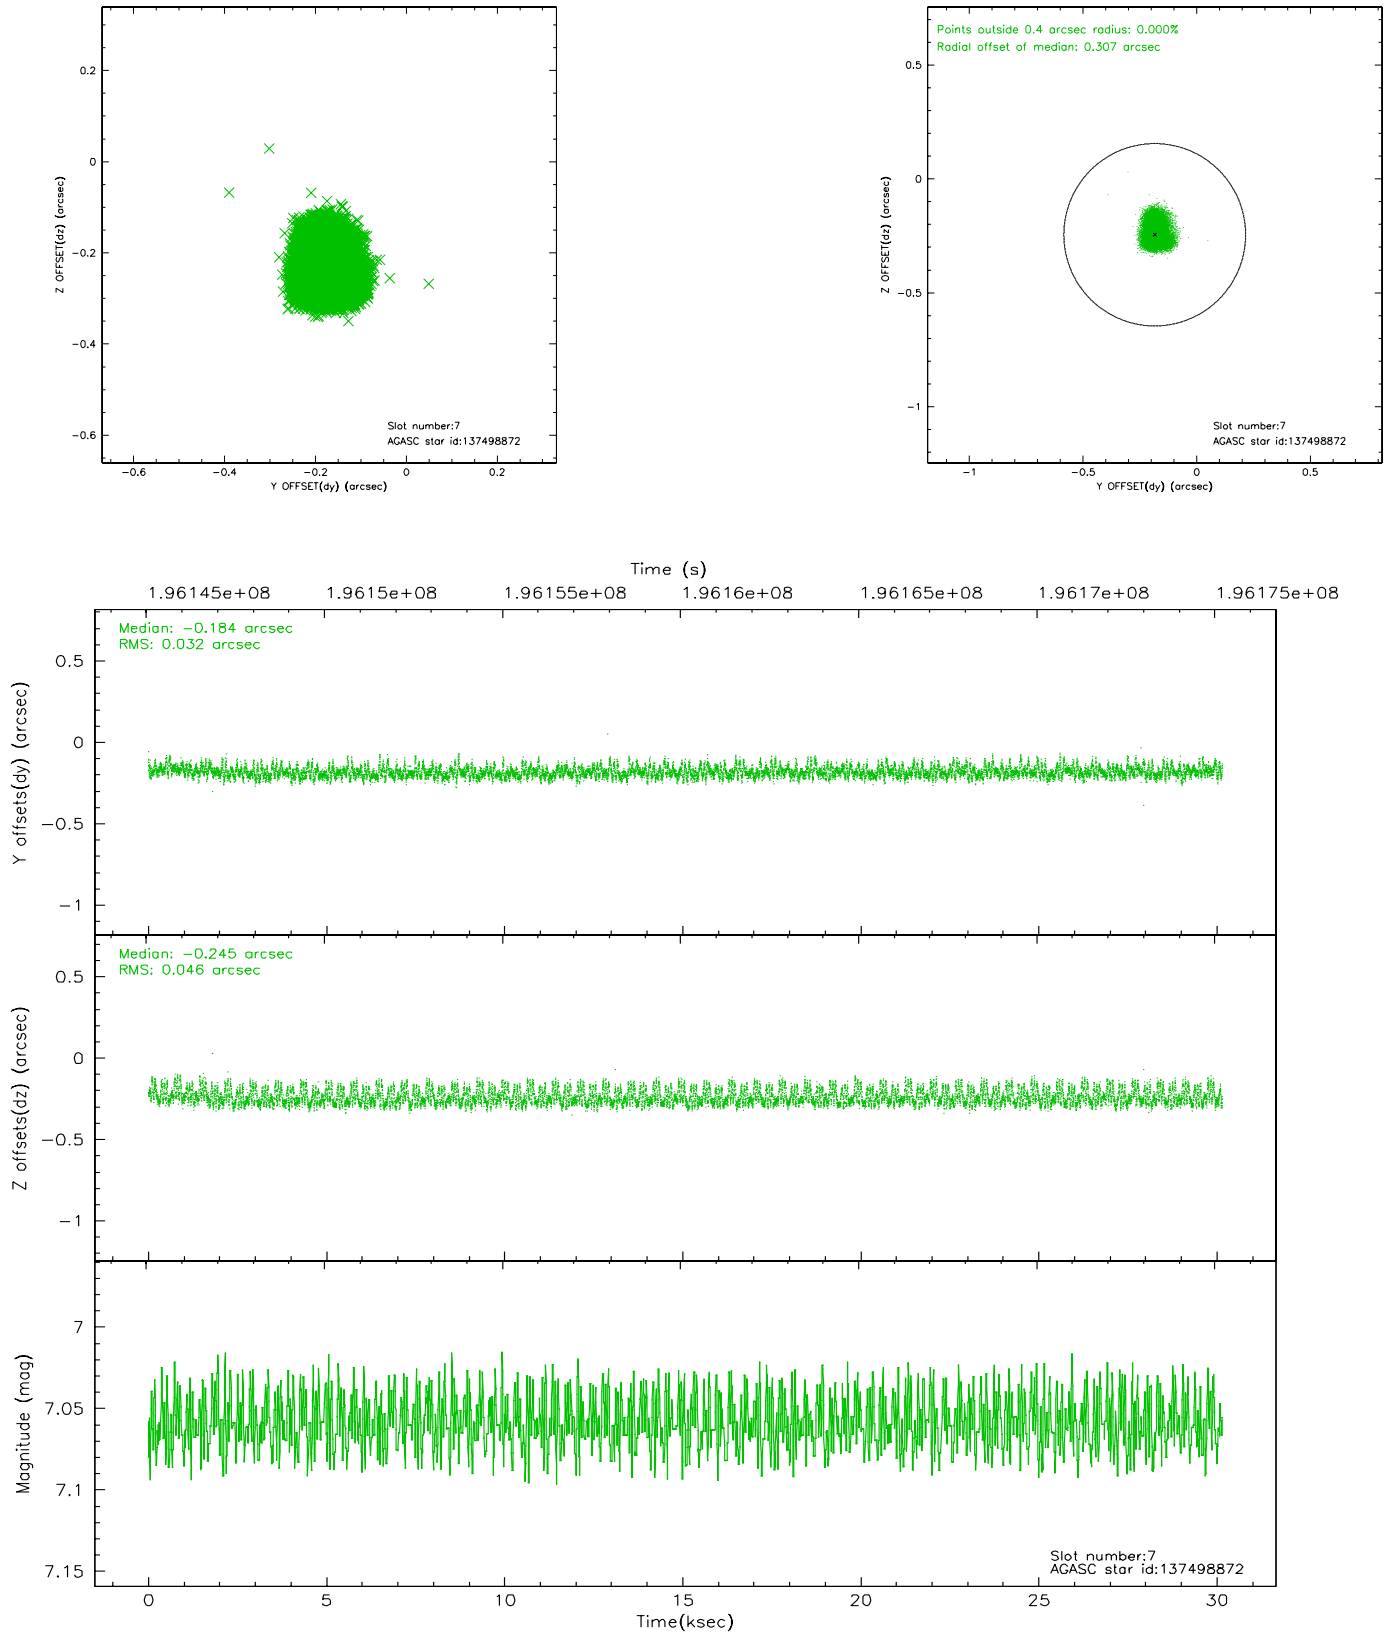 0.2
0
−0.2
−0.4
−0.6
Z OFFSET(dz) (arcsec)
Slot number:7
AGASC star id:137498872
−0.6 −0.4 −0.2 0 0.2
Y OFFSET(dy) (arcsec)
Points outside 0.4 arcsec radius: 0.000%
Radial offset of median: 0.307 arcsec
0.5
0
−0.5
−1
Z OFFSET(dz) (arcsec)
Slot number:7
AGASC star id:137498872
−1 −0.5 0 0.5
Y OFFSET(dy) (arcsec)
Time (s)
1.96145e+08 1.9615e+08 1.96155e+08 1.9616e+08 1.96165e+08 1.9617e+08 1.96175e+08
Median: −0.184 arcsec
RMS: 0.032 arcsec
0.5
0
−0.5
−1
Y offsets(dy) (arcsec)
Median: −0.245 arcsec
RMS: 0.046 arcsec
0.5
0
−0.5
−1
Z offsets(dz) (arcsec)
7
7.05
7.1
7.15
Magnitude (mag)
Slot number:7
AGASC star id:137498872
0 5 10 15 20 25 30
Time(ksec)